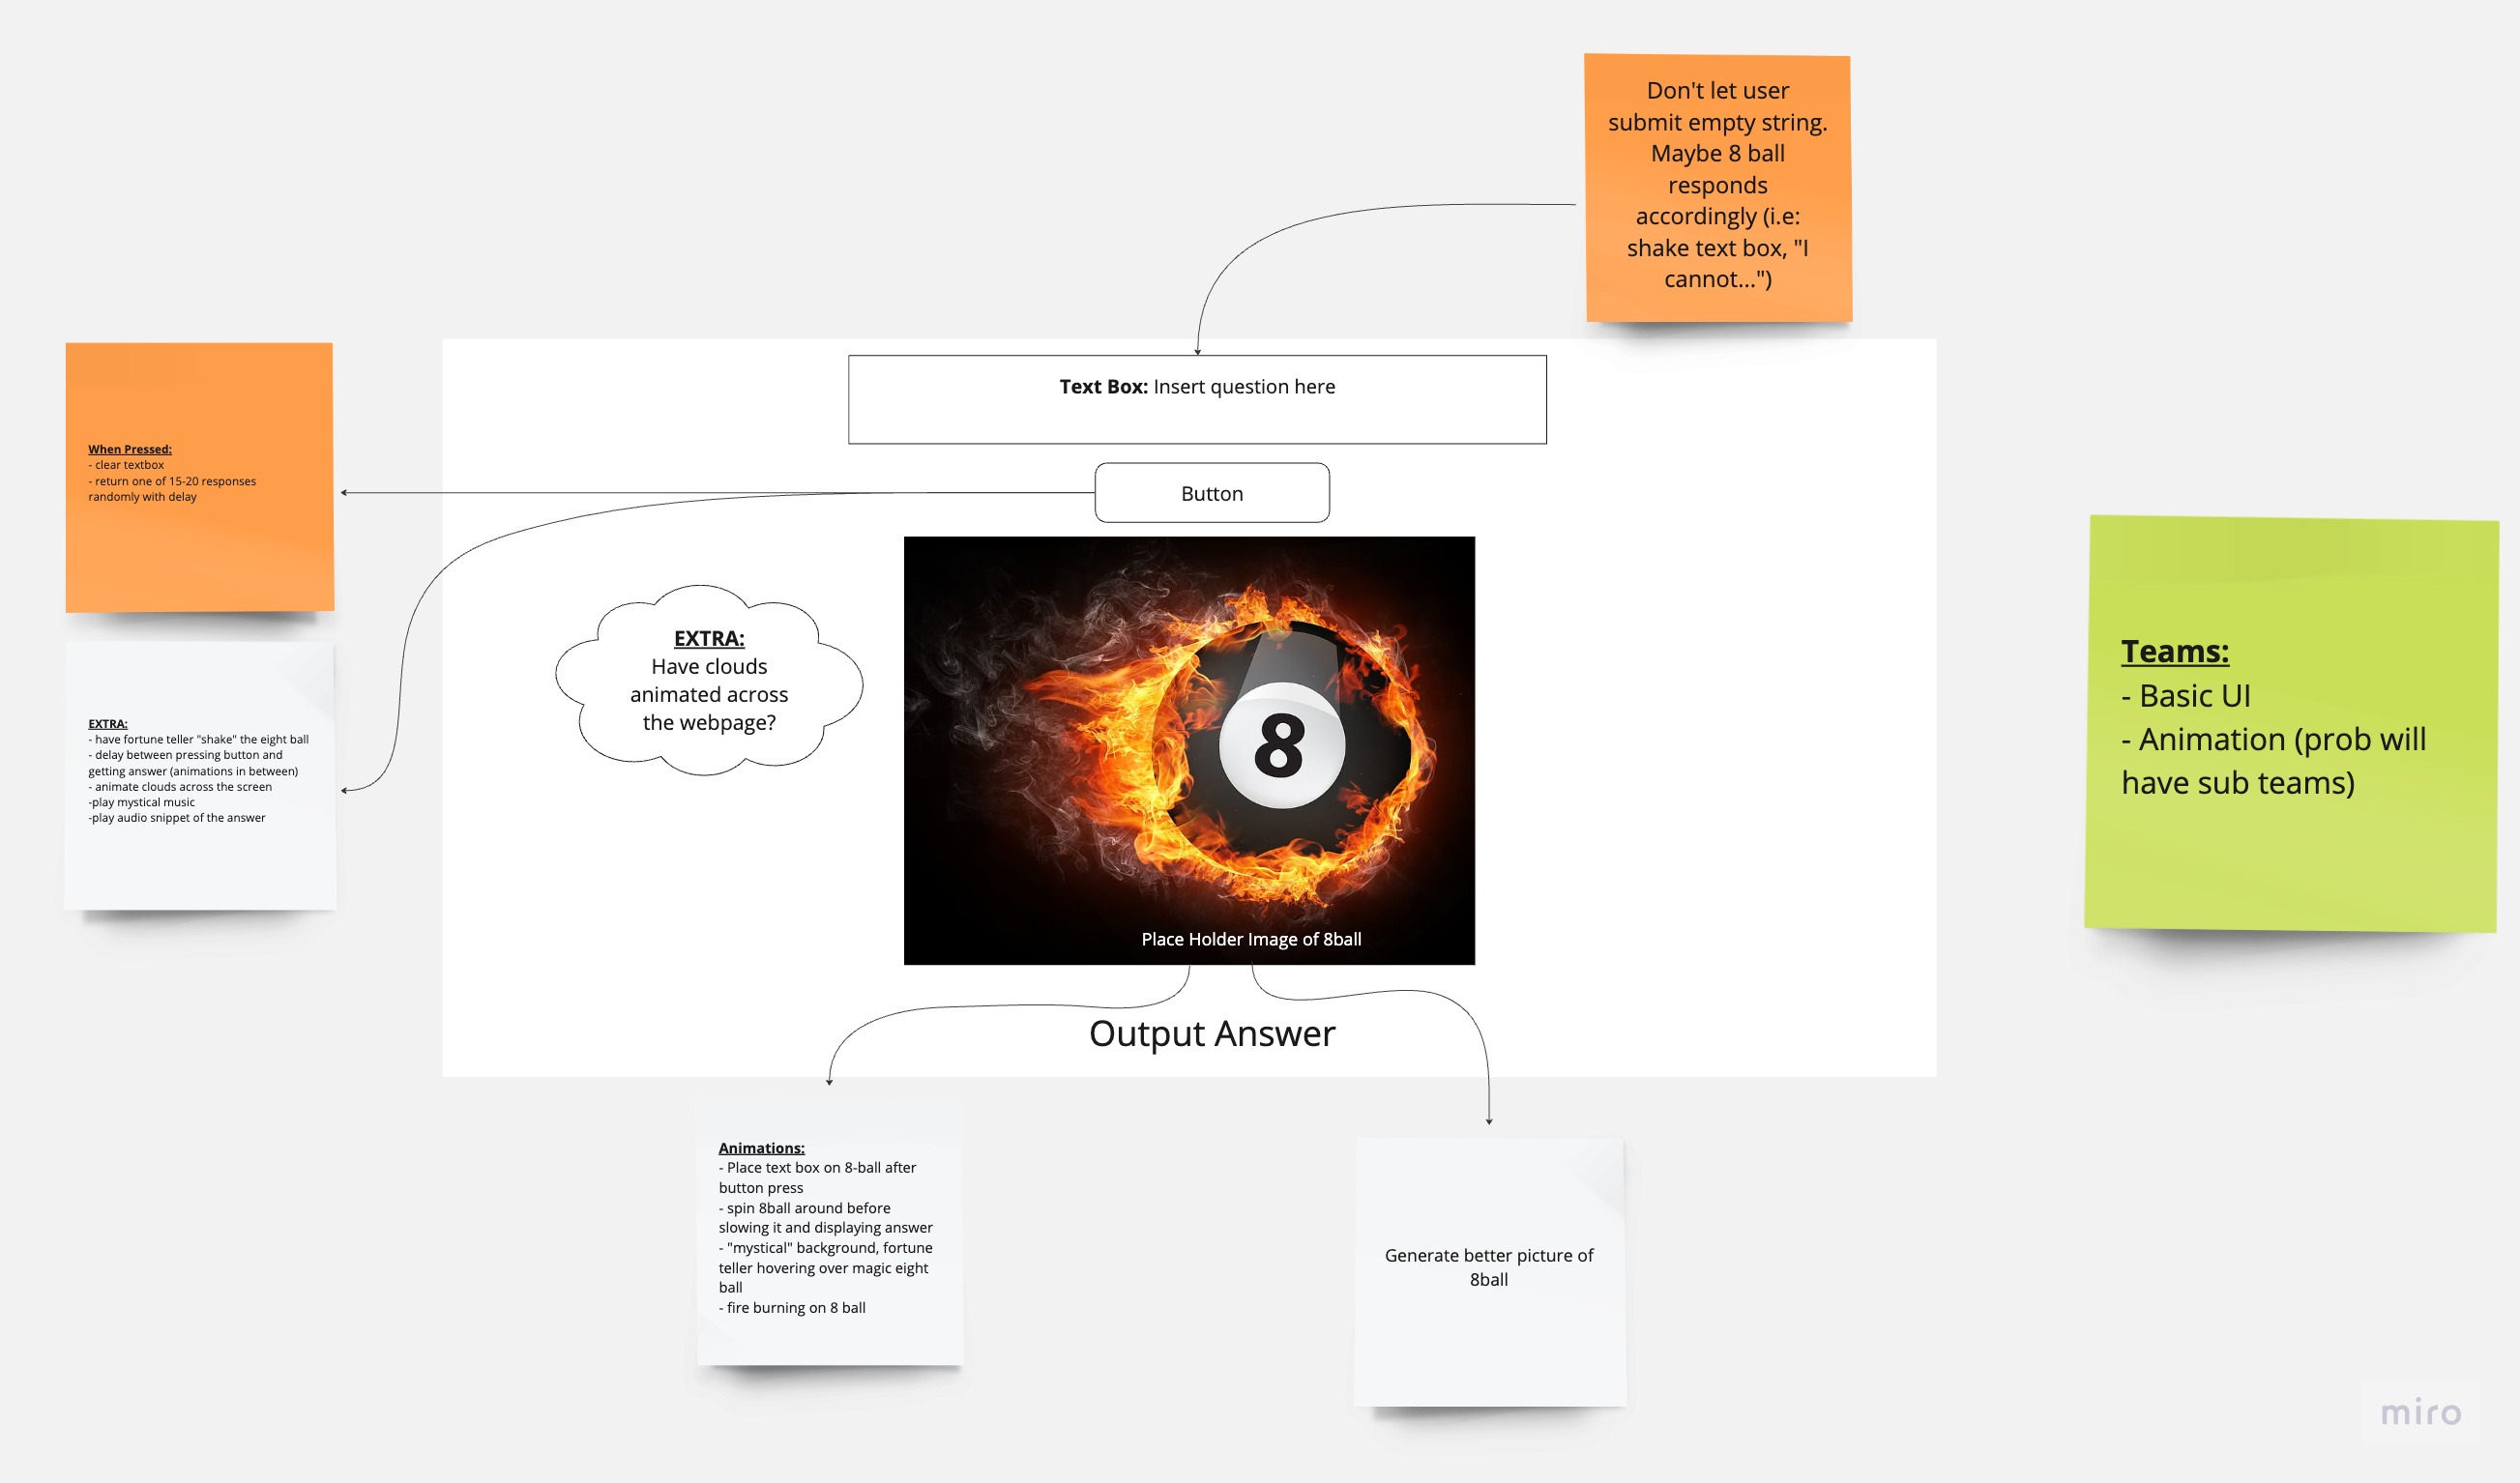 Don't let user
submit empty string.
Maybe 8 ball
responds
accordingly (i.e:
shake text box, "I
cannot...")
Text Box: Insert question here
When Pressed:
- clear textbox
- return one of 15-20 responses
randomly with delay
Button
EXTRA:
Have clouds
animated across
the webpage?
8
Place Holder Image of 8ball
EXTRA:
- have fortune teller "shake" the eight ball
- delay between pressing button and
getting answer (animations in between)
- animate clouds across the screen
-play mystical music
-play audio snippet of the answer
Teams:
- Basic UI
- Animation (prob will
have sub teams)
Output Answer
Animations:
- Place text box on 8-ball after
button press
- spin 8ball around before
slowing it and displaying answer
- "mystical" background, fortune
teller hovering over magic eight
ball
- fire burning on 8 ball
Generate better picture of
8ball
miro